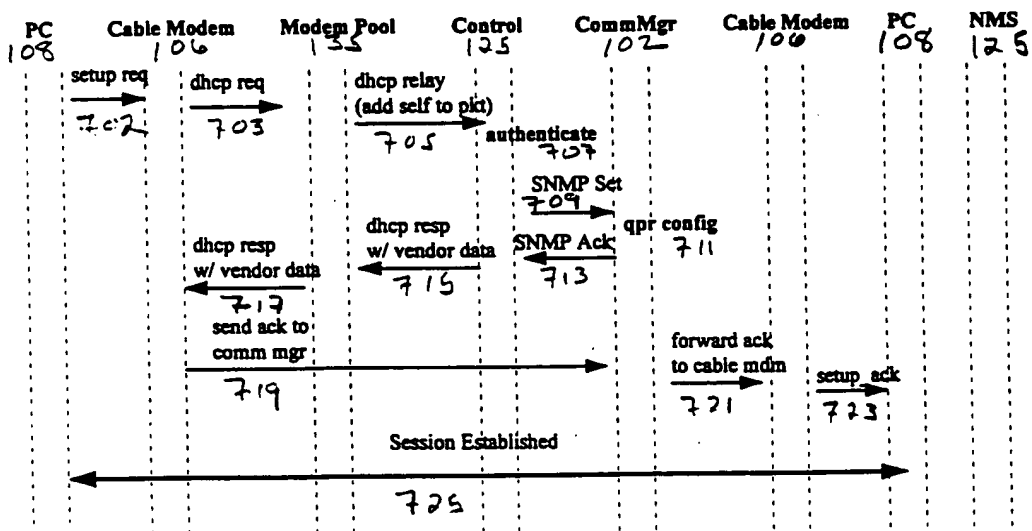 PC Cable Modem Modem Pool Control CommMgr Cable Modem PC NMS
108 106 155 125 102 106 108 125
setup req
702
dhcp req
703
dhcp relay
(add self to pkt)
705
authenticate
707
SNMP Set
709
qpr config
711
SNMP Ack
713
dhcp resp
w/ vendor data
715
dhcp resp
w/ vendor data
717
send ack to
comm mgr
719
forward ack
to cable mdm
721
setup_ack
723
Session Established
725